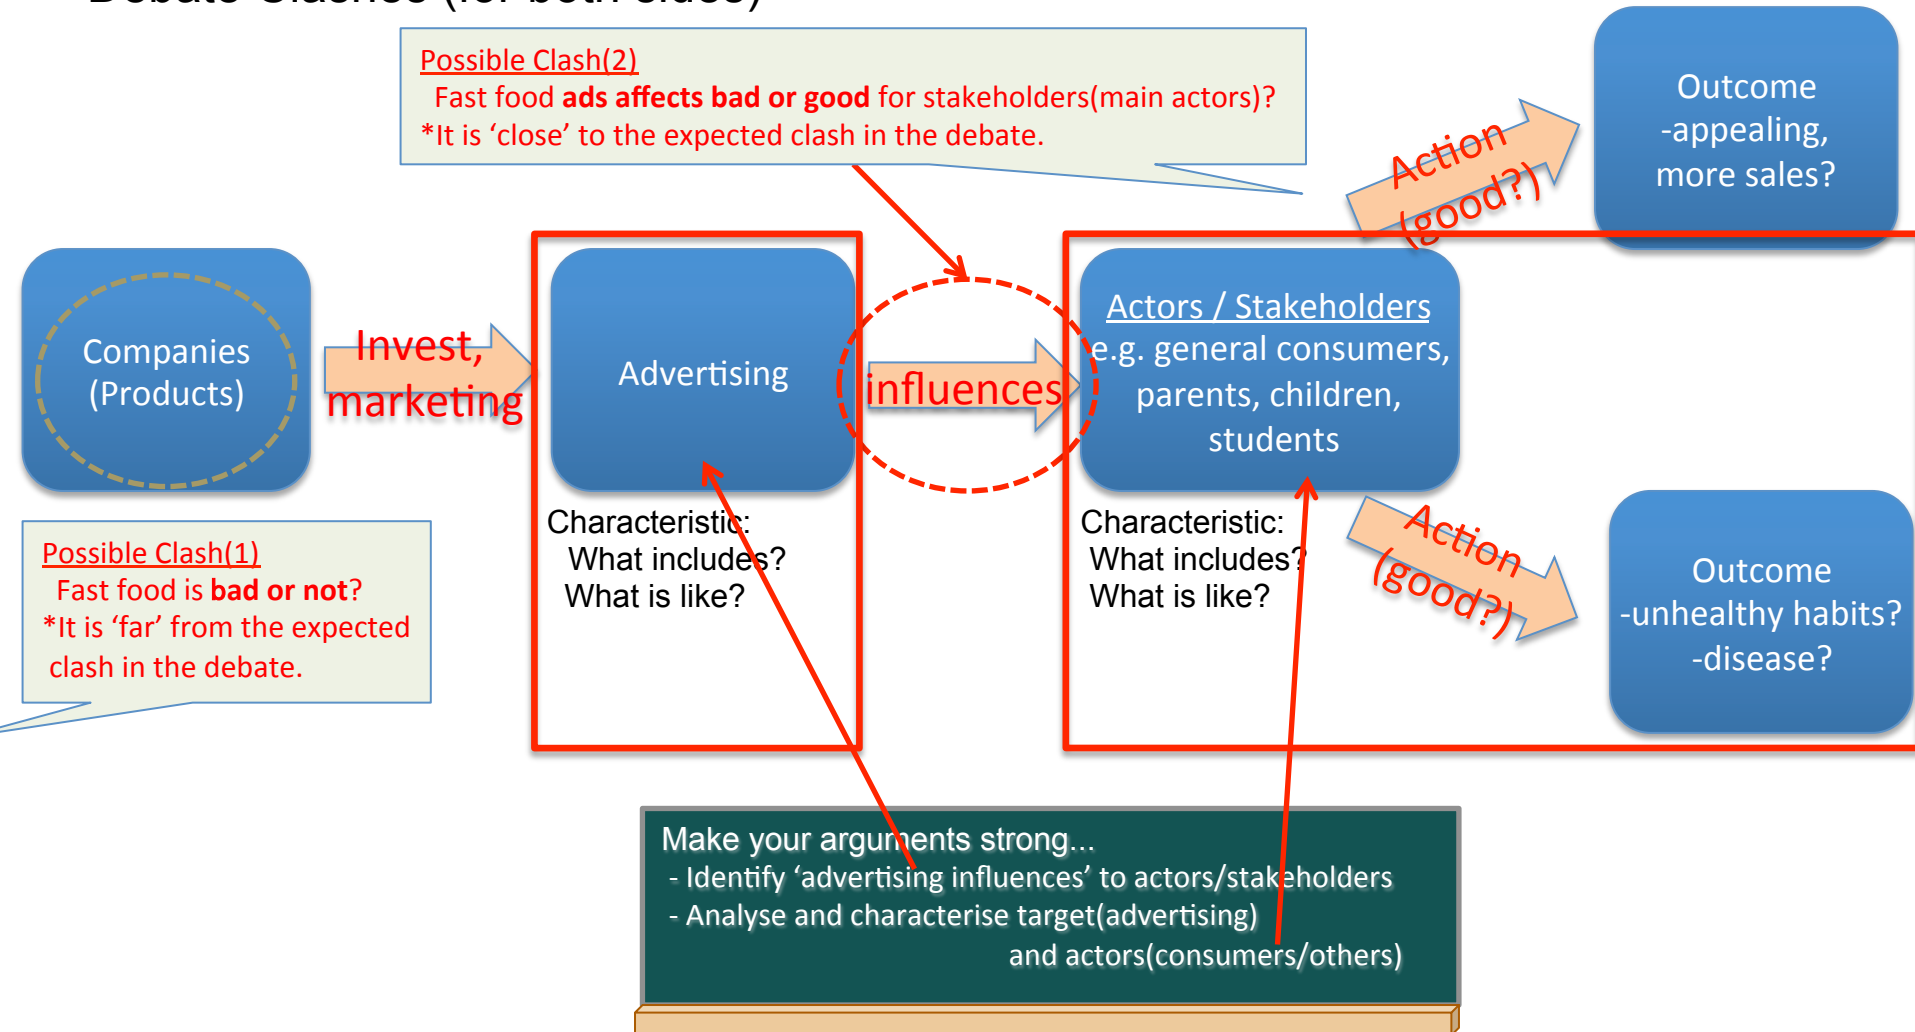 Debate Clashes (for both sides)
Possible Clash(2)
Fast food ads affects bad or good for stakeholders(main actors)?
*It is ‘close’ to the expected clash in the debate.
Outcome
-appealing,
more sales?
Action
(good?)
Companies
(Products)
Invest,
marketing
Advertising
influences
Actors / Stakeholders
e.g. general consumers,
parents, children,
students
Characteristic:
What includes?
What is like?
Characteristic:
What includes?
What is like?
Action
(good?)
Outcome
-unhealthy habits?
-disease?
Possible Clash(1)
Fast food is bad or not?
*It is ‘far’ from the expected
clash in the debate.
Make your arguments strong...
- Identify ‘advertising influences’ to actors/stakeholders
- Analyse and characterise target(advertising)
and actors(consumers/others)